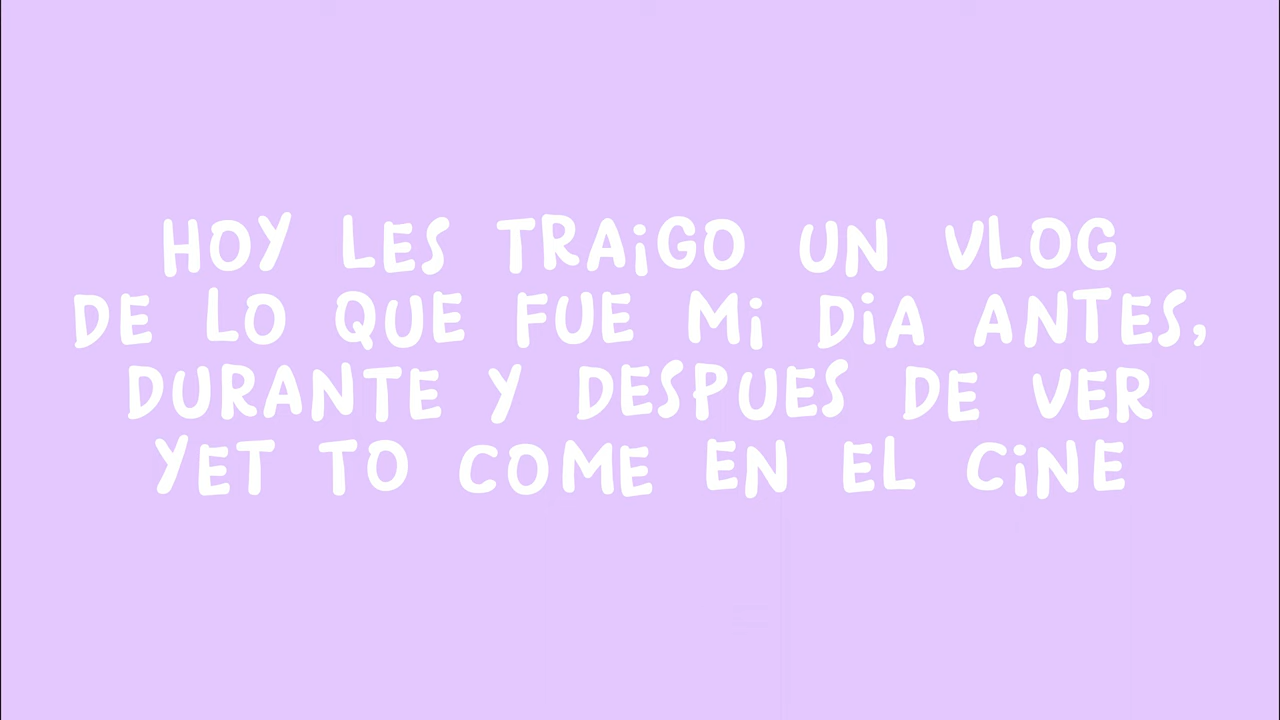 HOY LES TRAiGO UN VLOG
DE LO QUE FUE Mi DiA ANTES,
DURANTE Y DESPUES DE VER
YET TO COME EN EL CiNE